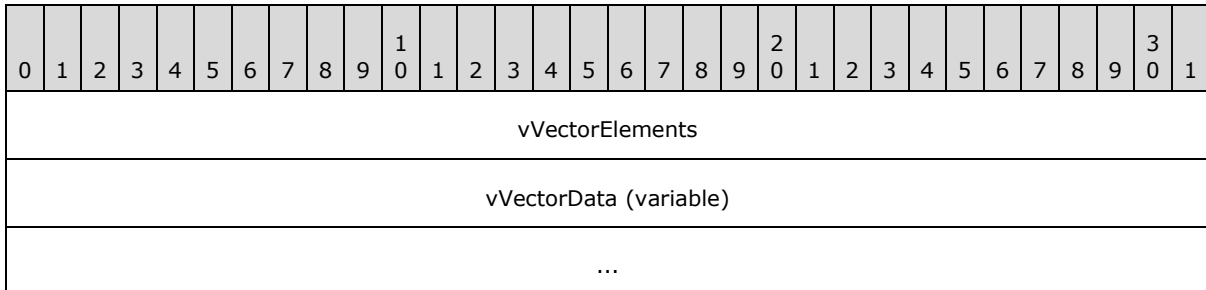 1 2 3
0 1 2 3 4 5 6 7 8 9 0 1 2 3 4 5 6 7 8 9 0 1 2 3 4 5 6 7 8 9 0 1
vVectorElements
vVectorData (variable)
...